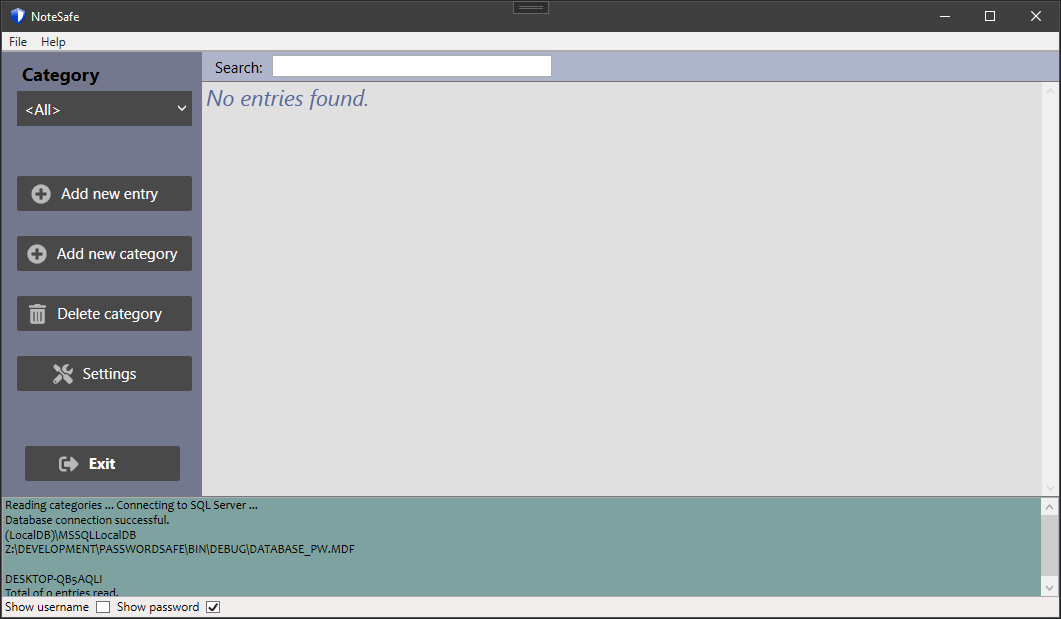 NoteSafe
File Help
Category
Search:
<All>
No entries found.
Add new entry
Add new category
Delete category
Settings
Exit
Reading categories ... Connecting to SQL Server ...
Database connection successful.
(LocalDB)\MSSQLLocalDB
Z:\DEVELOPMENT\PASSWORDSAFE\BIN\DEBUG\DATABASE_PW.MDF
DESKTOP-QB5AQLI
Total of 0 entries read.
Show username Show password